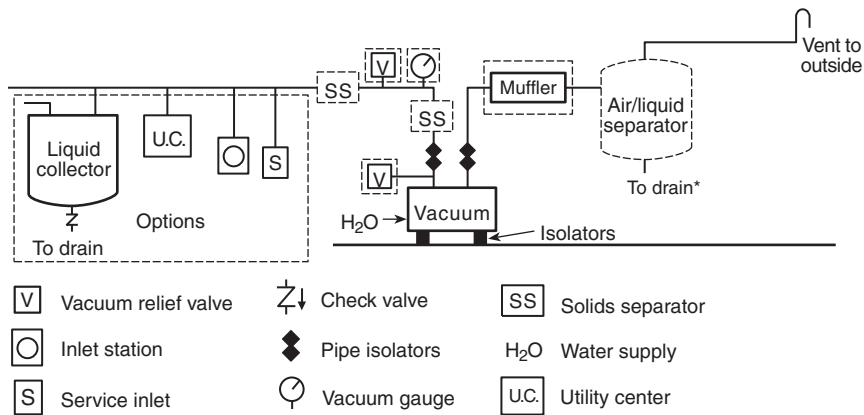 Vent to
outside
V
SS
Muffler
Air/liquid
separator
SS
Liquid
collector
U.C.
S
V
To drain*
H₂O
Vacuum
Options
To drain
Isolators
V Vacuum relief valve
Check valve
SS Solids separator
Inlet station
Pipe isolators
H₂O Water supply
S Service inlet
Vacuum gauge
U.C. Utility center